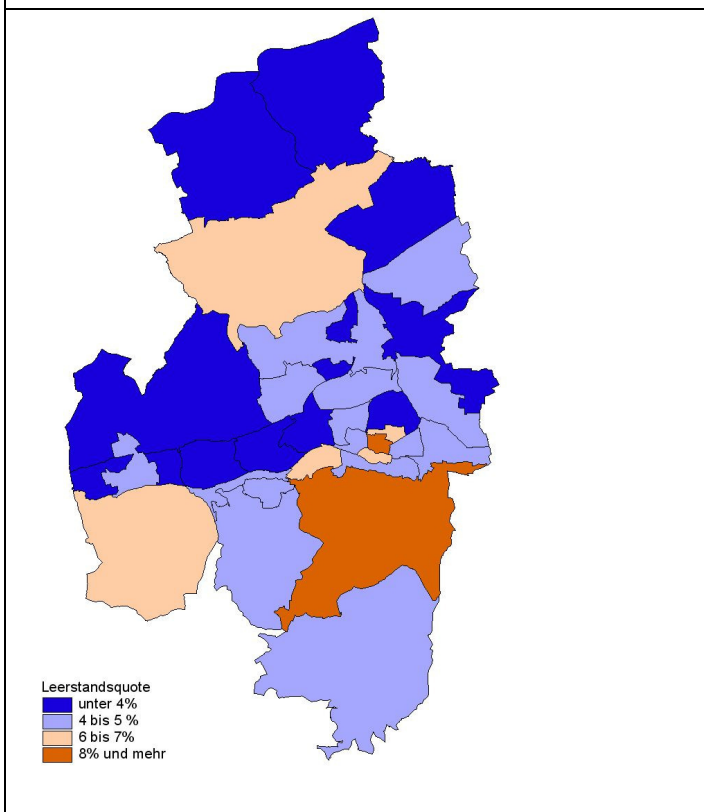 Leerstandsquote
unter 4%
4 bis 5 %
6 bis 7%
8% und mehr